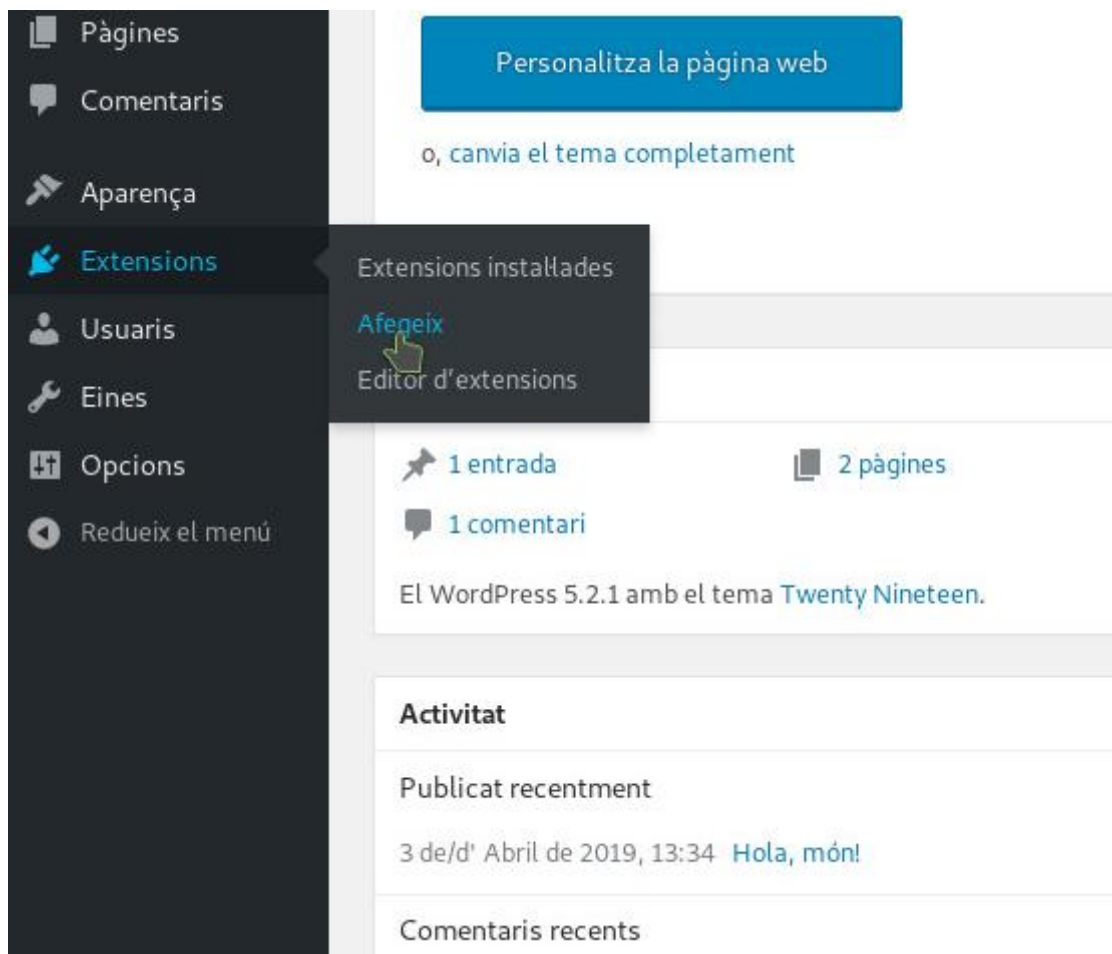 Pàgines
Comentaris
Aparença
Extensions
Usuaris
Eines
Opcions
Redueix el menú
Personalitza la pàgina web
o, canvia el tema completament
Extensions instal·lades
Afegeix
Editor d'extensions
1 entrada
2 pàgines
1 comentari
El WordPress 5.2.1 amb el tema Twenty Nineteen.
Activitat
Publicat recentment
3 de/d' Abril de 2019, 13:34 Hola, món!
Comentaris recents